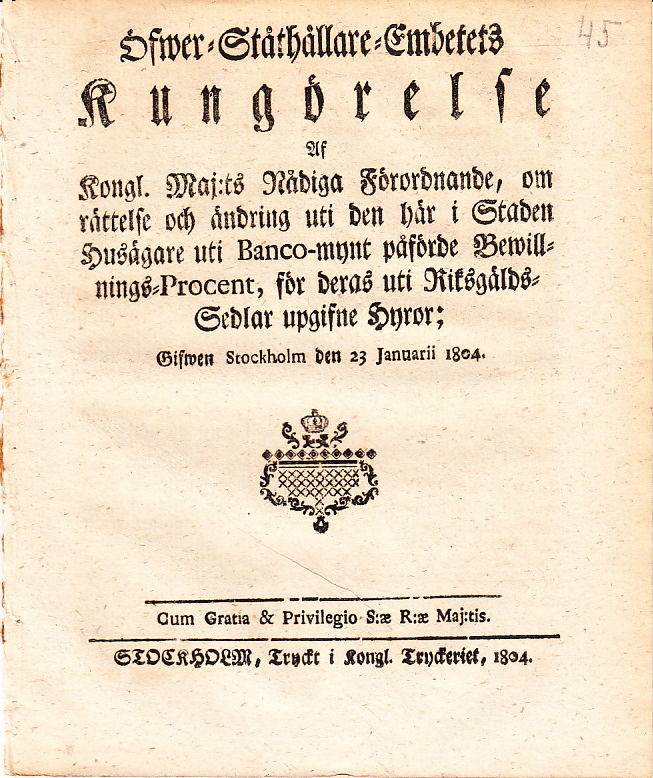 45
Öfwer-Ståthållare-Embetets
Kungörelse
Af
Kongl. Maj:ts Nådiga Förordnande, om
rättelse och ändring uti den här i Staden
Husägare uti Banco-mynt påförde Bewill-
nings-Procent, för deras uti Riksgälds-
Sedlar upgifne Hyror;
Gifwen Stockholm den 23 Januarii 1804.
Cum Gratia & Privilegio S:æ R:æ Maj:tis.
STOCKHOLM, Tryckt i Kongl. Tryckeriet, 1804.